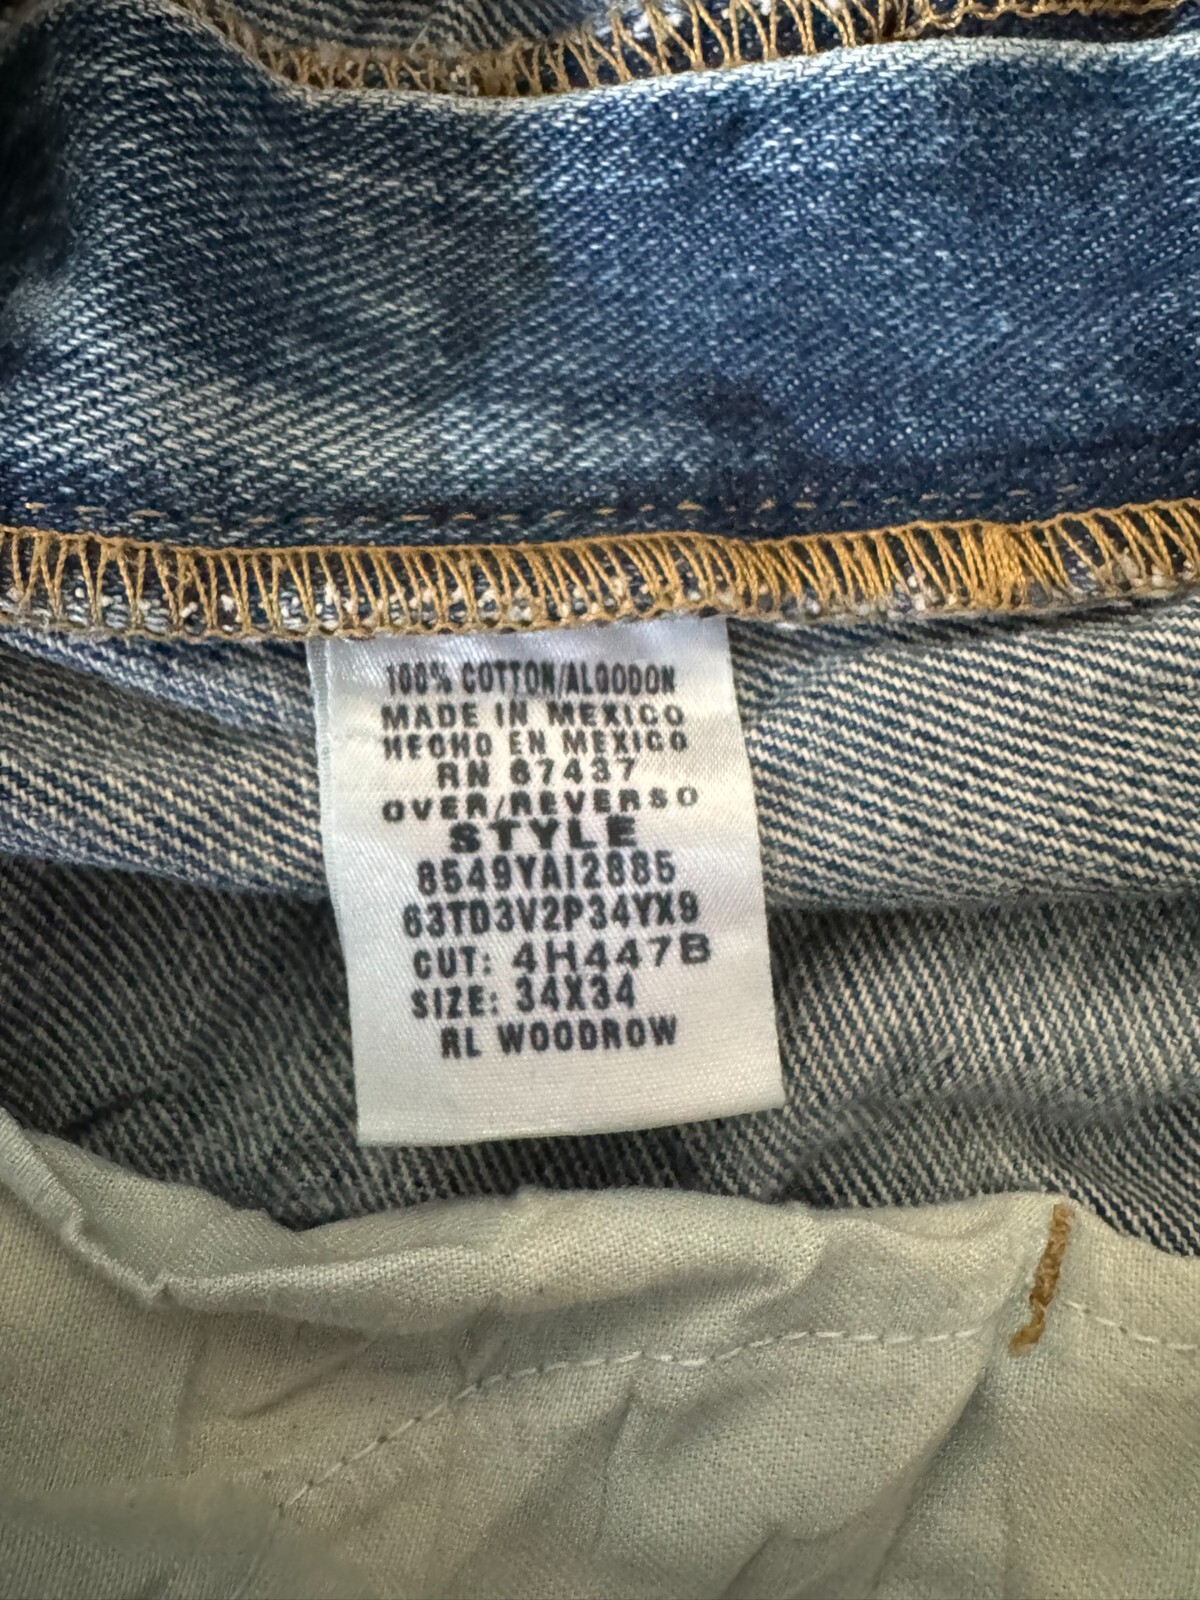 100% COTTON/ALGODON
MADE IN MEXICO
HECHO EN MEXICO
RN 67437
OVER/REVERSO
STYLE
8549YAI2885
63TD3V2P34YX8
CUT: 4H447B
SIZE: 34X34
RL WOODROW